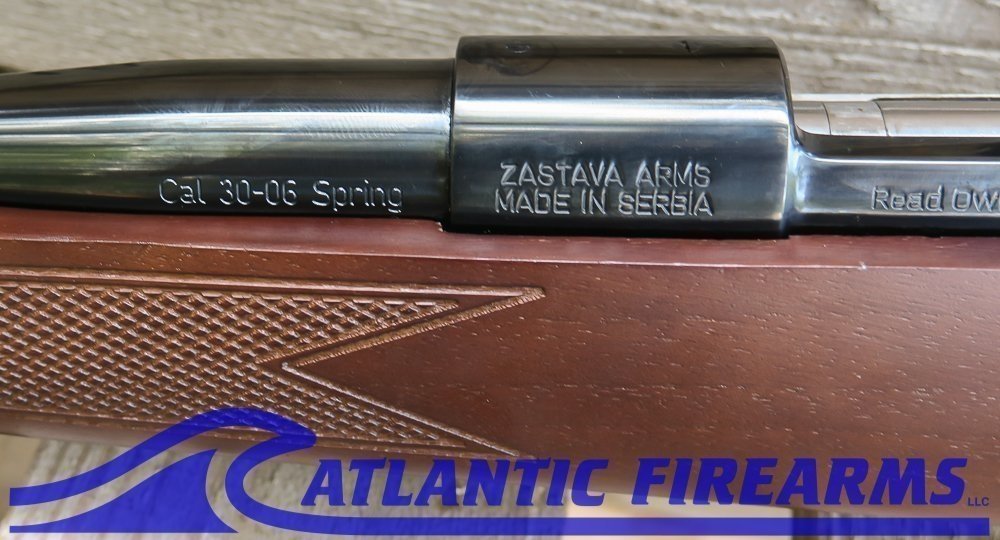 Cal 30-06 Spring
ZASTAVA ARMS
MADE IN SERBIA
Read
ATLANTIC FIREARMS LLC